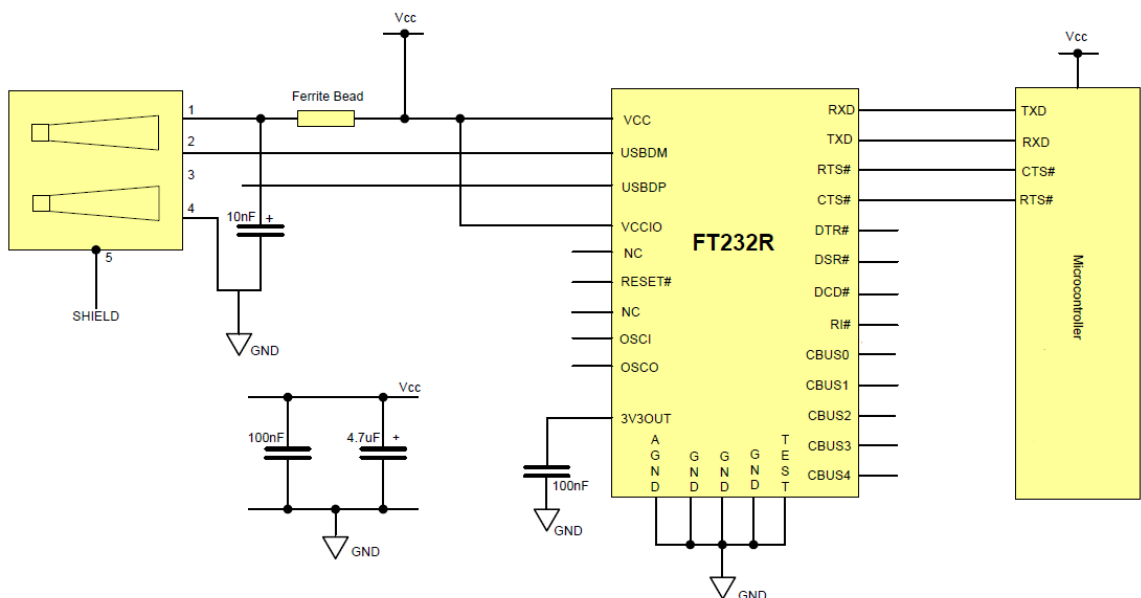 Vcc
Ferrite Bead
1
2
3
4
5
SHIELD
10nF +
GND
Vcc
100nF
4.7uF +
GND
VCC
USBDM
USBDP
VCCIO
NC
RESET#
NC
OSCI
OSCO
3V3OUT
100nF
GND
FT232R
AGND
GND
GND
GND
TEST
GND
RXD
TXD
RTS#
CTS#
DTR#
DSR#
DCD#
RI#
CBUS0
CBUS1
CBUS2
CBUS3
CBUS4
Vcc
TXD
RXD
CTS#
RTS#
Microcontroller